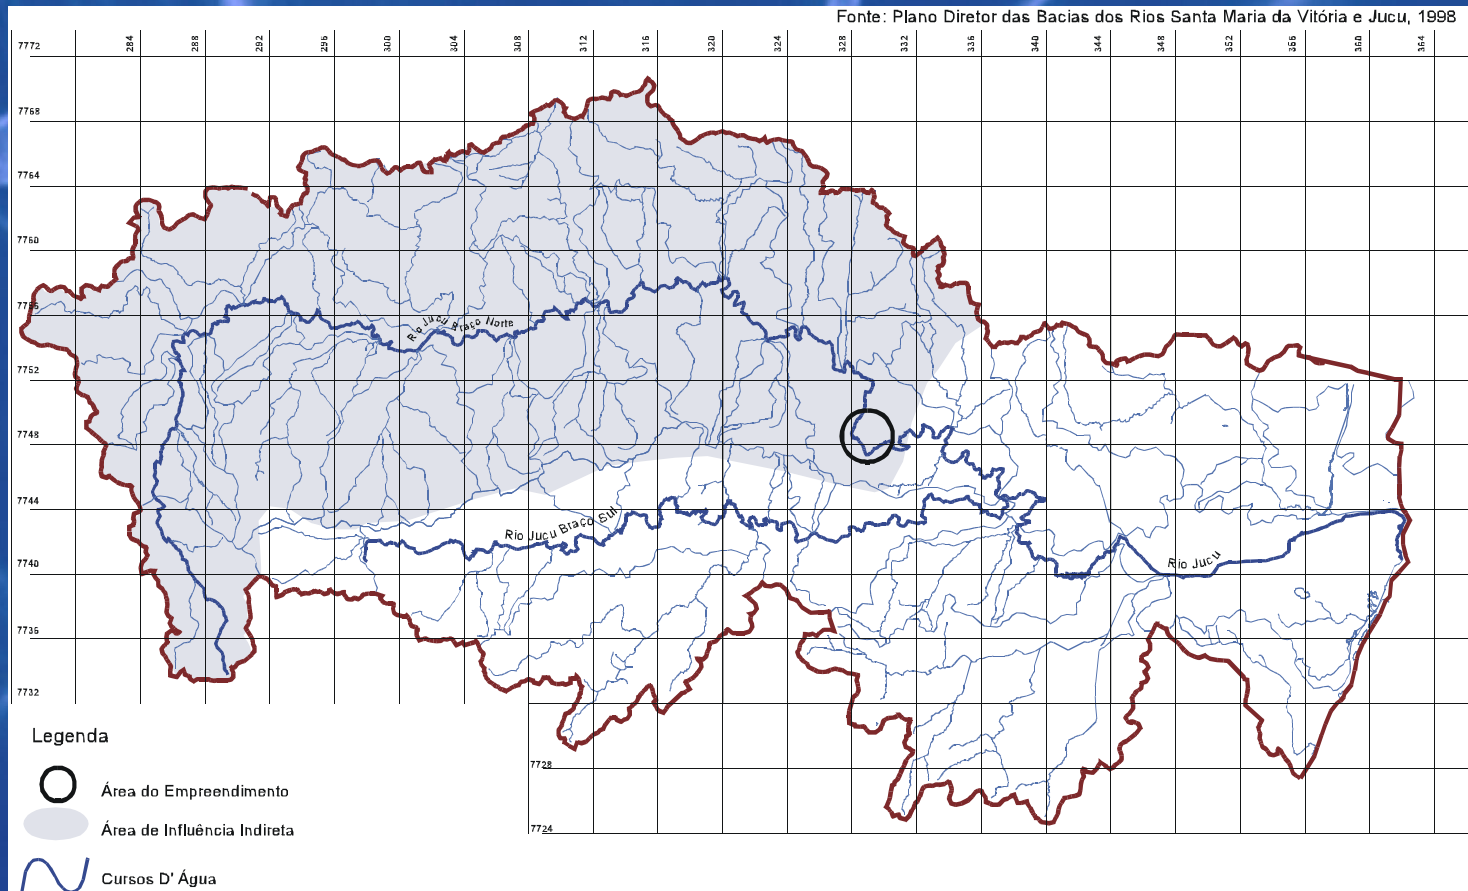 Fonte: Plano Diretor das Bacias dos Rios Santa Maria da Vitória e Jucu, 1998
284 288 292 296 300 304 308 312 316 320 324 328 332 336 340 344 348 352 356 360 364
7772
7768
7764
7760
7756
Rio Jucu Braço Norte
7752
7748
7744
Rio Jucu Braço Sul
7740
Rio Jucu
7736
7732
7728
7724
Legenda
Área do Empreendimento
Área de Influência Indireta
Cursos D' Água